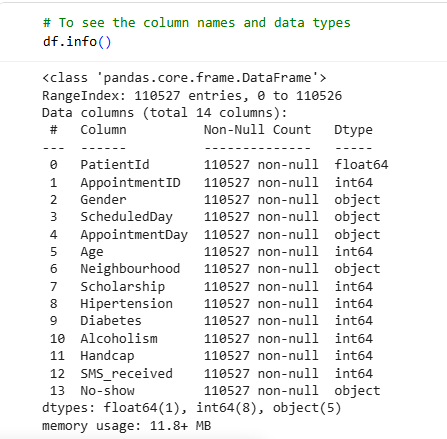 # To see the column names and data types
df.info()
<class 'pandas.core.frame.DataFrame'>
RangeIndex: 110527 entries, 0 to 110526
Data columns (total 14 columns):
 #   Column          Non-Null Count   Dtype
---  ------          --------------   -----
 0   PatientId       110527 non-null  float64
 1   AppointmentID   110527 non-null  int64
 2   Gender          110527 non-null  object
 3   ScheduledDay    110527 non-null  object
 4   AppointmentDay  110527 non-null  object
 5   Age             110527 non-null  int64
 6   Neighbourhood   110527 non-null  object
 7   Scholarship     110527 non-null  int64
 8   Hipertension    110527 non-null  int64
 9   Diabetes        110527 non-null  int64
 10  Alcoholism      110527 non-null  int64
 11  Handcap         110527 non-null  int64
 12  SMS_received    110527 non-null  int64
 13  No-show         110527 non-null  object
dtypes: float64(1), int64(8), object(5)
memory usage: 11.8+ MB